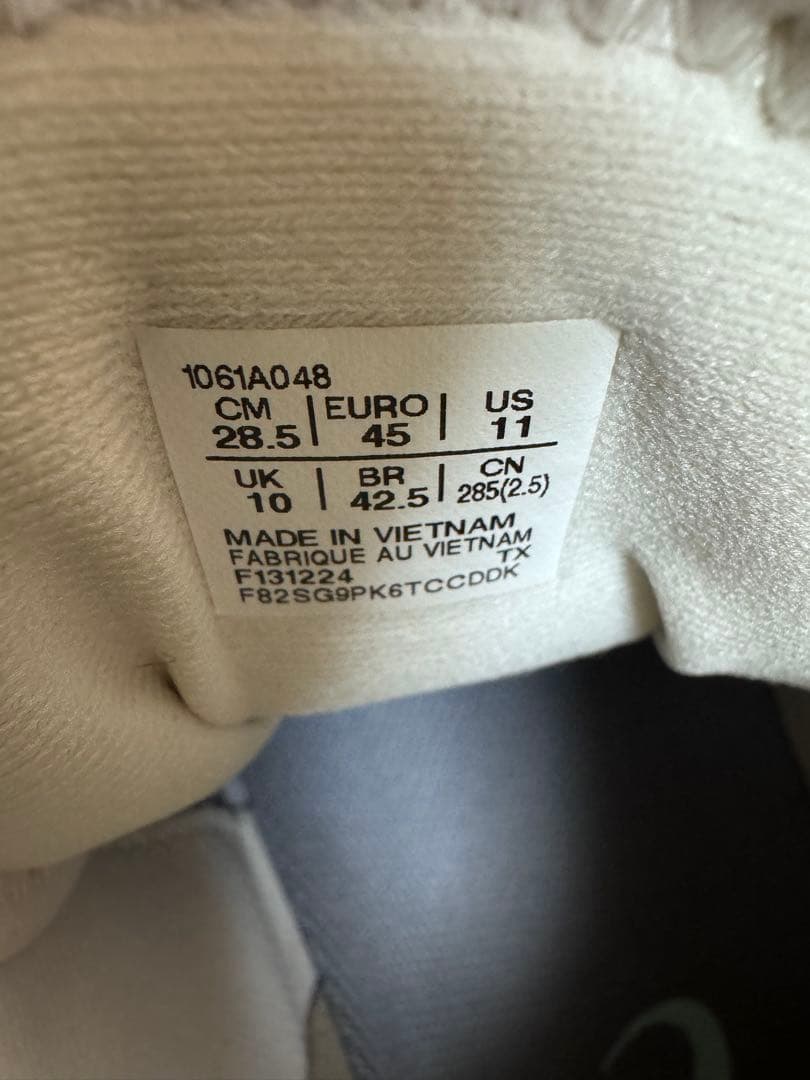 1061A048
CM | EURO | US
28.5 | 45 | 11
UK | BR | CN
10 | 42.5 | 285(2.5)
MADE IN VIETNAM
FABRIQUE AU VIETNAM
F131224 TX
F82SG9PK6TCCDDK